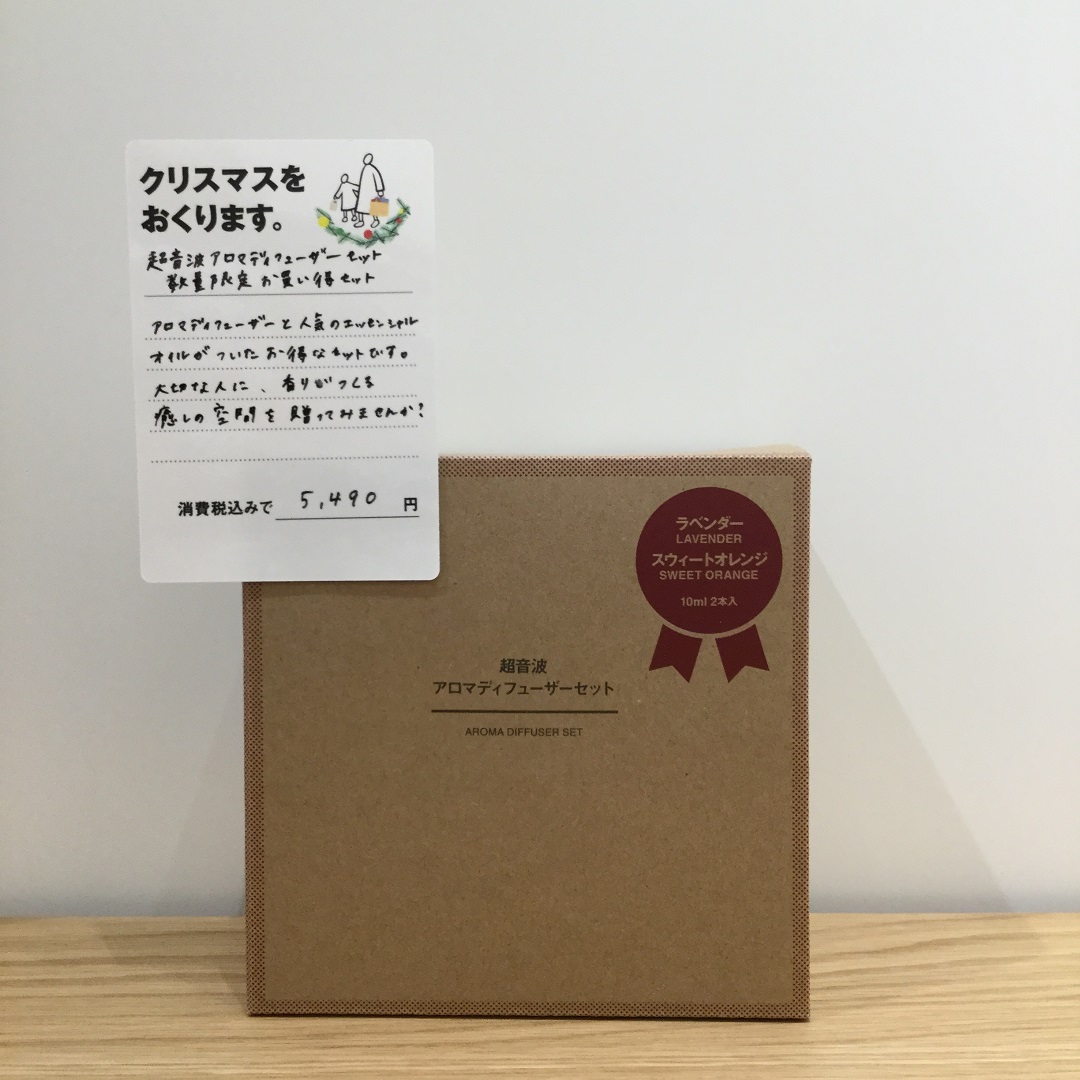 クリスマスを
おくります。
超音波アロマディフューザーセット
数量限定お買い得セット
アロマディフューザーと人気のエッセンシャル
オイルがついたお得なセットです。
大切な人に、香りがつくる
癒しの空間を贈ってみませんか？
消費税込みで 5,490 円
ラベンダー
LAVENDER
スウィートオレンジ
SWEET ORANGE
10ml 2本入
超音波
アロマディフューザーセット
AROMA DIFFUSER SET